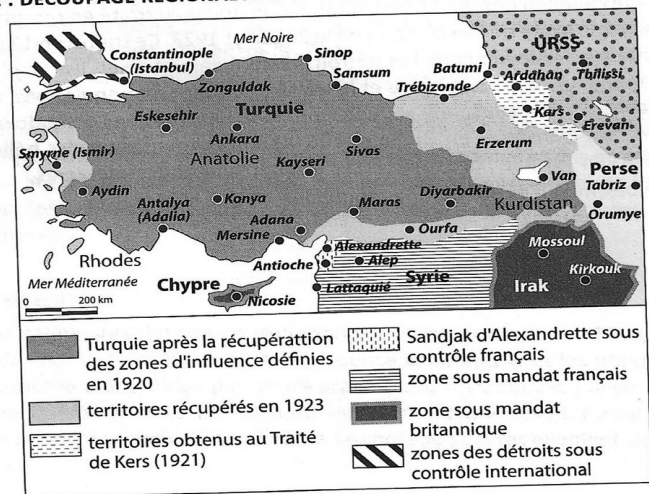 : DÉCOUPAGE RÉGIONAL
Mer Noire
Constantinople
(Istanbul)
Sinop
Zonguldak
Samsum
Batumi
URSS
Ardahan
Thilissi
Trébizonde
Turquie
Eskesehir
Ankara
Kars
Erevan
Anatolie
Sivas
Erzerum
Smyrne (Ismir)
Kayseri
Van
Perse
Tabriz
Aydin
Konya
Maras
Diyarbakir
Kurdistan
Orumye
Antalya
(Adalia)
Adana
Mersine
Ourfa
Alexandrette
Mossoul
Rhodes
Antioche
Alep
Mer Méditerranée
Chypre
Syrie
Irak
Kirkouk
0 200 km
Nicosie
Lattaquié
Turquie après la récupérattion
des zones d'influence définies
en 1920
territoires récupérés en 1923
territoires obtenus au Traité
de Kers (1921)
Sandjak d'Alexandrette sous
contrôle français
zone sous mandat français
zone sous mandat
britannique
zones des détroits sous
contrôle international